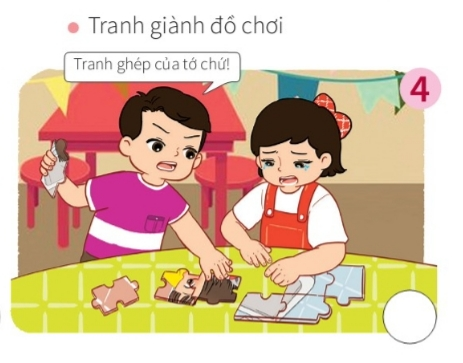 Tranh giành đồ chơi
Tranh ghép của tớ chứ!
4